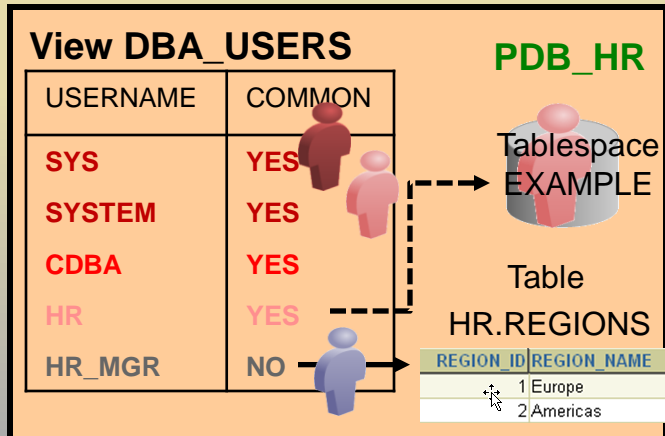 View DBA_USERS
PDB_HR
USERNAME COMMON
SYS YES
SYSTEM YES
CDBA YES
HR YES
HR_MGR NO
Tablespace
EXAMPLE
Table
HR.REGIONS
REGION_ID REGION_NAME
1 Europe
2 Americas